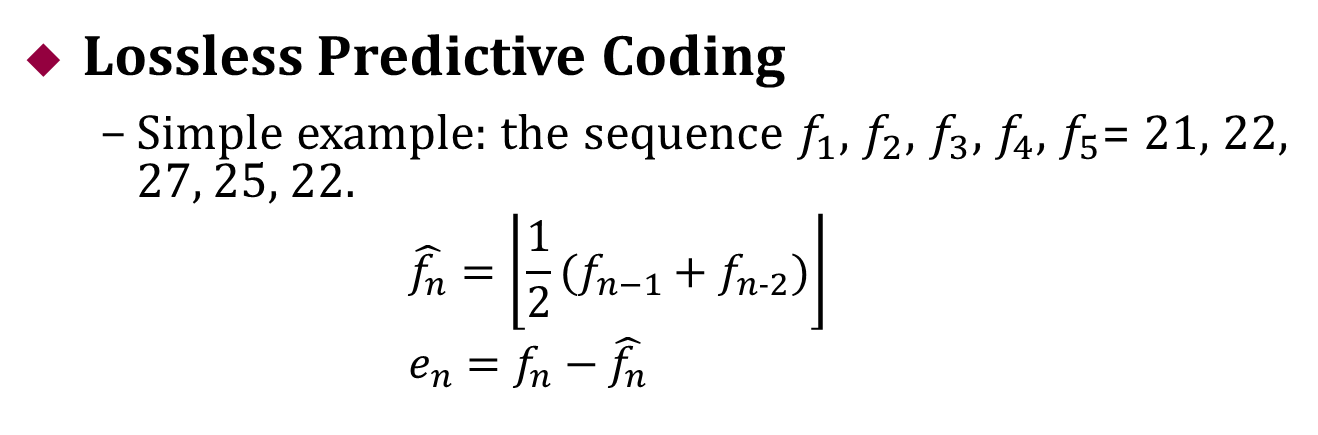 ◆ Lossless Predictive Coding
– Simple example: the sequence f₁, f₂, f₃, f₄, f₅= 21, 22,
27, 25, 22.
f̂ₙ = ⌊1/2 (fₙ₋₁ + fₙ₋₂)⌋
eₙ = fₙ − f̂ₙ